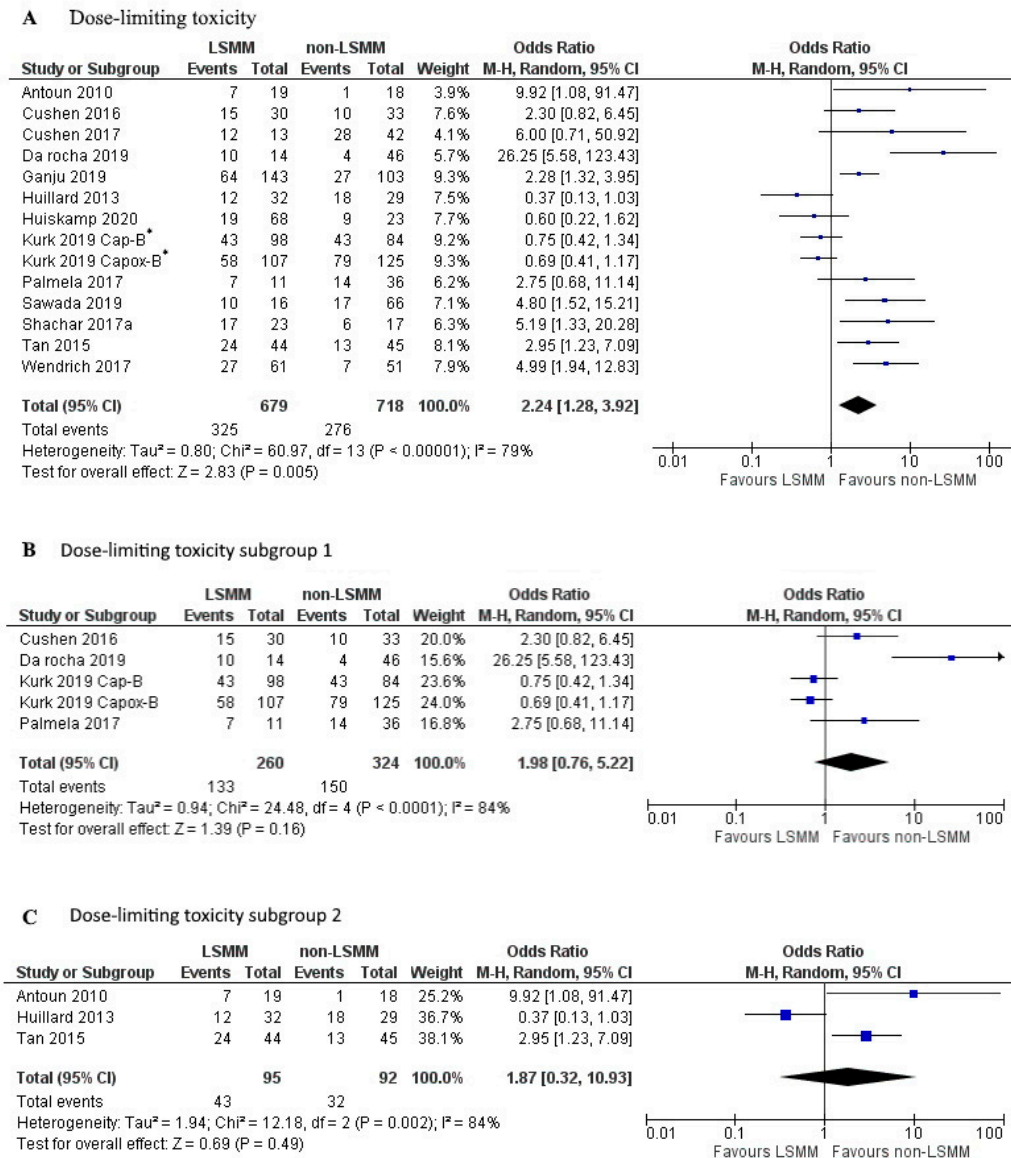 A Dose-limiting toxicity
LSMM non-LSMM Odds Ratio Odds Ratio
Study or Subgroup Events Total Events Total Weight M-H, Random, 95% CI M-H, Random, 95% CI
Antoun 2010 7 19 1 18 3.9% 9.92 [1.08, 91.47]
Cushen 2016 15 30 10 33 7.6% 2.30 [0.82, 6.45]
Cushen 2017 12 13 28 42 4.1% 6.00 [0.71, 50.92]
Da rocha 2019 10 14 4 46 5.7% 26.25 [5.58, 123.43]
Ganju 2019 64 143 27 103 9.3% 2.28 [1.32, 3.95]
Huillard 2013 12 32 18 29 7.5% 0.37 [0.13, 1.03]
Huiskamp 2020 19 68 9 23 7.7% 0.60 [0.22, 1.62]
Kurk 2019 Cap-B* 43 98 43 84 9.2% 0.75 [0.42, 1.34]
Kurk 2019 Capox-B* 58 107 79 125 9.3% 0.69 [0.41, 1.17]
Palmela 2017 7 11 14 36 6.2% 2.75 [0.68, 11.14]
Sawada 2019 10 16 17 66 7.1% 4.80 [1.52, 15.21]
Shachar 2017a 17 23 6 17 6.3% 5.19 [1.33, 20.28]
Tan 2015 24 44 13 45 8.1% 2.95 [1.23, 7.09]
Wendrich 2017 27 61 7 51 7.9% 4.99 [1.94, 12.83]
Total (95% CI) 679 718 100.0% 2.24 [1.28, 3.92]
Total events 325 276
Heterogeneity: Tau² = 0.80; Chi² = 60.97, df = 13 (P < 0.00001); I² = 79%
Test for overall effect: Z = 2.83 (P = 0.005)
0.01 0.1 1 10 100
Favours LSMM Favours non-LSMM
B Dose-limiting toxicity subgroup 1
LSMM non-LSMM Odds Ratio Odds Ratio
Study or Subgroup Events Total Events Total Weight M-H, Random, 95% CI M-H, Random, 95% CI
Cushen 2016 15 30 10 33 20.0% 2.30 [0.82, 6.45]
Da rocha 2019 10 14 4 46 15.6% 26.25 [5.58, 123.43]
Kurk 2019 Cap-B 43 98 43 84 23.6% 0.75 [0.42, 1.34]
Kurk 2019 Capox-B 58 107 79 125 24.0% 0.69 [0.41, 1.17]
Palmela 2017 7 11 14 36 16.8% 2.75 [0.68, 11.14]
Total (95% CI) 260 324 100.0% 1.98 [0.76, 5.22]
Total events 133 150
Heterogeneity: Tau² = 0.94; Chi² = 24.48, df = 4 (P < 0.0001); I² = 84%
Test for overall effect: Z = 1.39 (P = 0.16)
0.01 0.1 1 10 100
Favours LSMM Favours non-LSMM
C Dose-limiting toxicity subgroup 2
LSMM non-LSMM Odds Ratio Odds Ratio
Study or Subgroup Events Total Events Total Weight M-H, Random, 95% CI M-H, Random, 95% CI
Antoun 2010 7 19 1 18 25.2% 9.92 [1.08, 91.47]
Huillard 2013 12 32 18 29 36.7% 0.37 [0.13, 1.03]
Tan 2015 24 44 13 45 38.1% 2.95 [1.23, 7.09]
Total (95% CI) 95 92 100.0% 1.87 [0.32, 10.93]
Total events 43 32
Heterogeneity: Tau² = 1.94; Chi² = 12.18, df = 2 (P = 0.002); I² = 84%
Test for overall effect: Z = 0.69 (P = 0.49)
0.01 0.1 1 10 100
Favours LSMM Favours non-LSMM